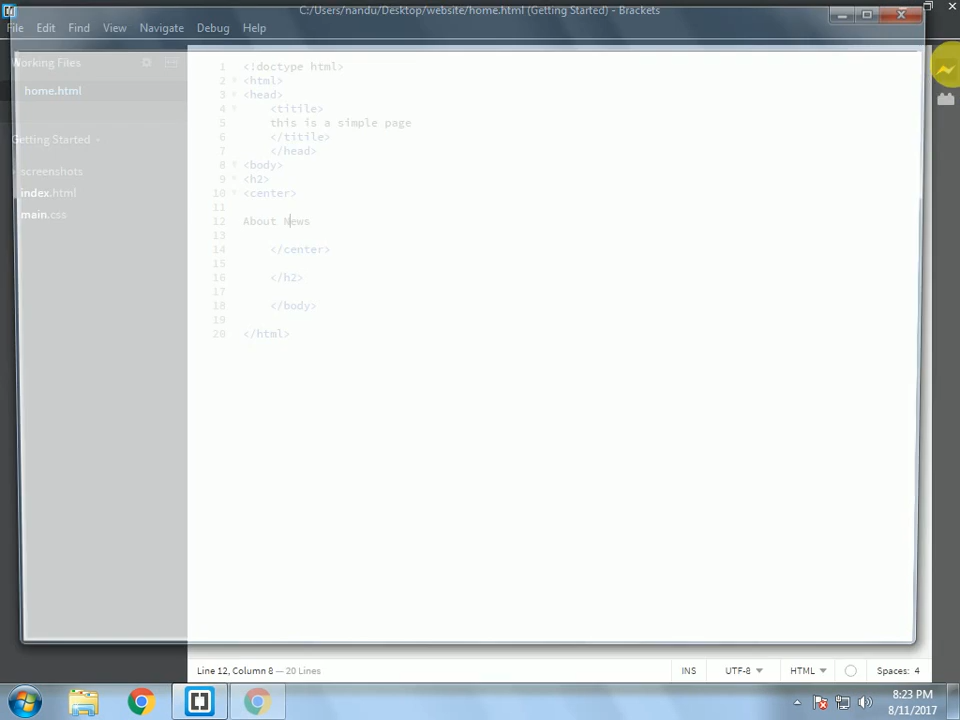 C:/Users/nandu/Desktop/website/home.html (Getting Started) - Brackets
File Edit Find View Navigate Debug Help
Working Files
home.html
Getting Started
screenshots
index.html
main.css
1 <!doctype html>
2 <html>
3 <head>
4 <titile>
5 this is a simple page
6 </titile>
7 </head>
8 <body>
9 <h2>
10 <center>
11
12 About News
13
14 </center>
15
16 </h2>
17
18 </body>
19
20 </html>
Line 12, Column 8 — 20 Lines
INS UTF-8 HTML Spaces: 4
8:23 PM
8/11/2017